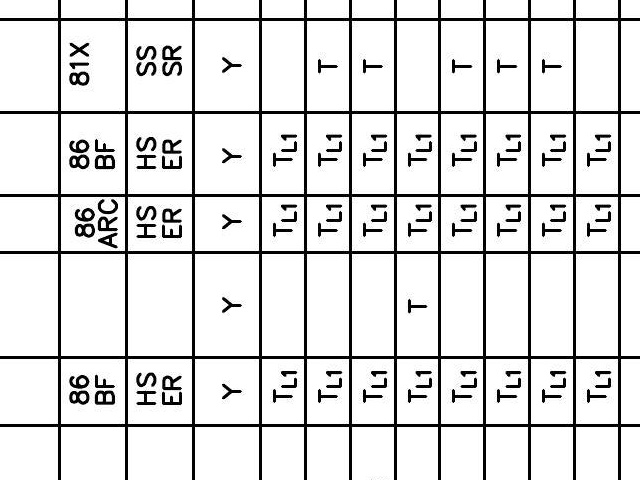 86 86 86 81X
BF ARC BF
HS HS HS SS
ER ER ER SR
Y Y Y Y Y
TL1 TL1 TL1
TL1 TL1 TL1 T
TL1 TL1 TL1 T
TL1 T TL1 TL1
TL1 TL1 TL1 T
TL1 TL1 TL1 T
TL1 TL1 TL1 T
TL1 TL1 TL1